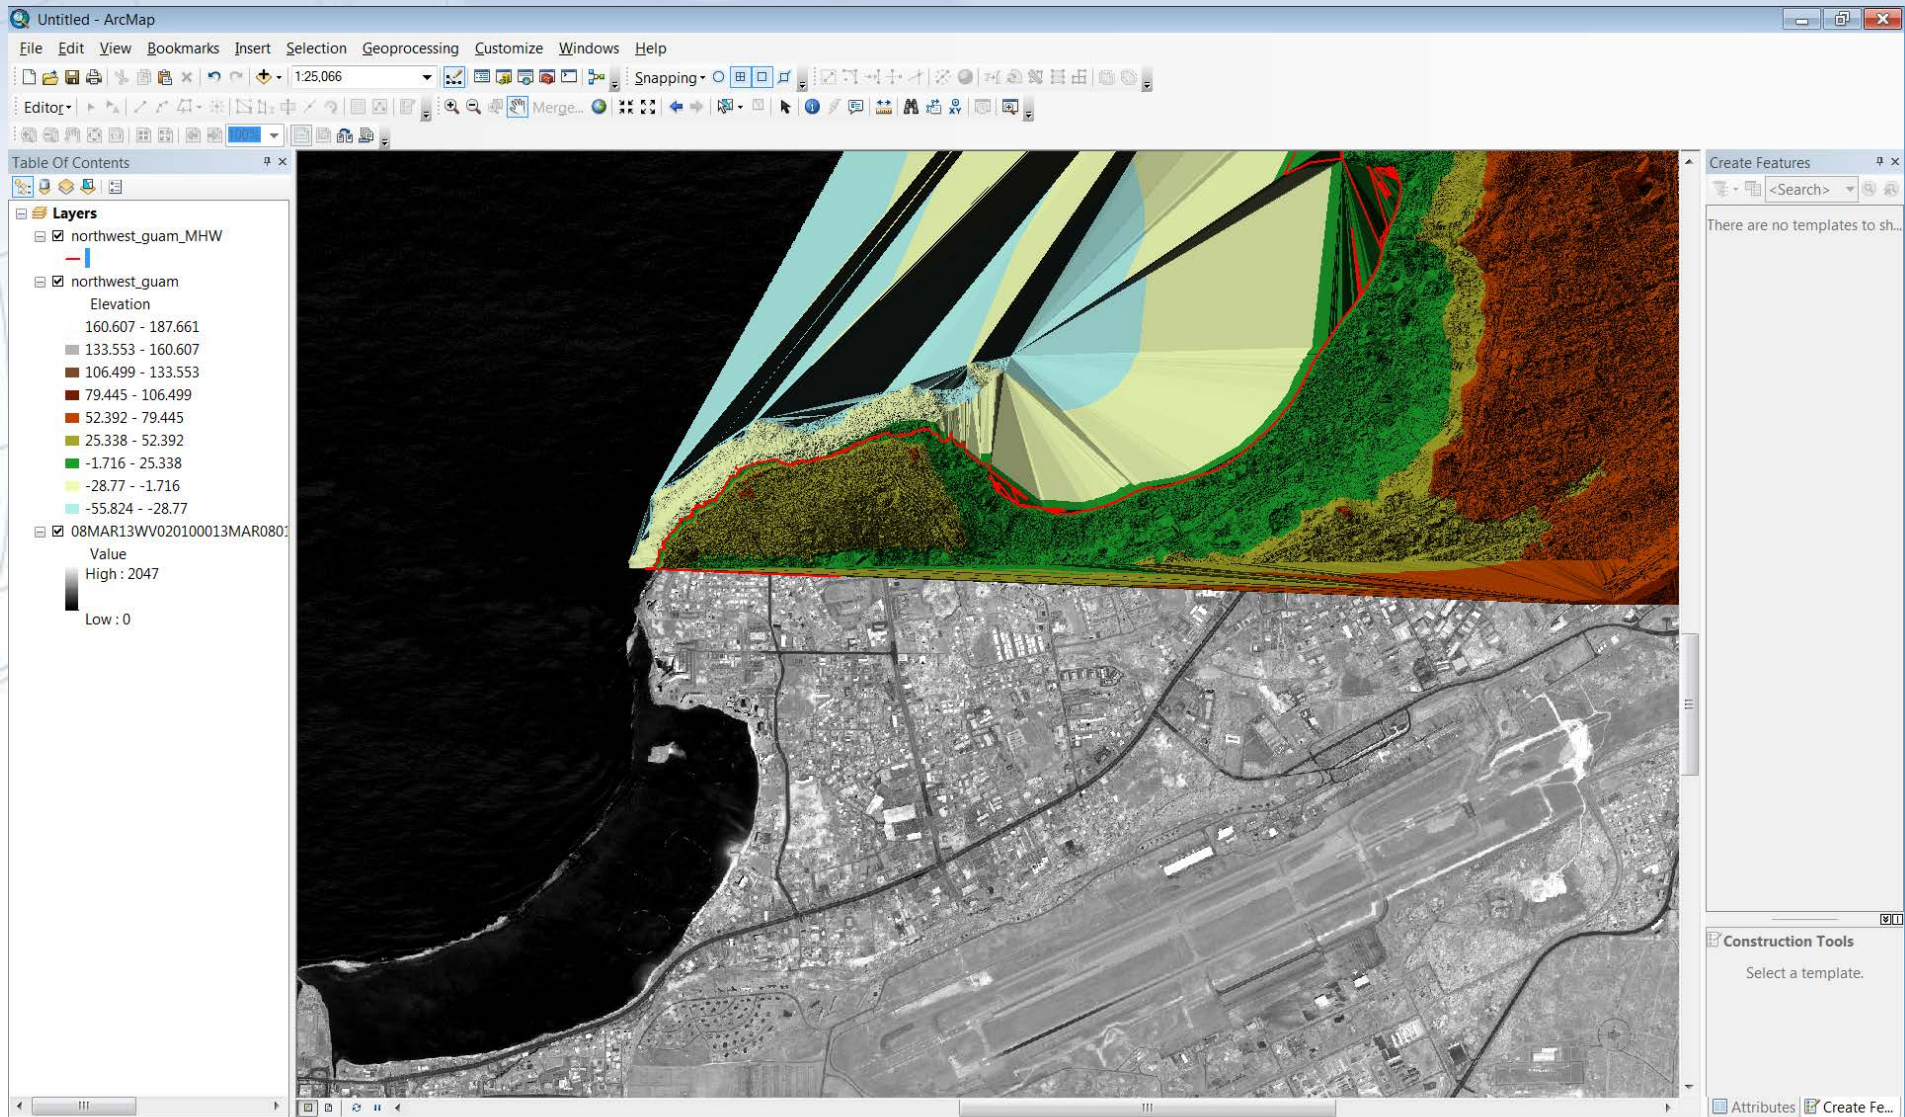 Untitled - ArcMap
File Edit View Bookmarks Insert Selection Geoprocessing Customize Windows Help
1:25,066 Snapping
Editor Merge...
100%
Table Of Contents
Layers
northwest_guam_MHW
northwest_guam
Elevation
160.607 - 187.661
133.553 - 160.607
106.499 - 133.553
79.445 - 106.499
52.392 - 79.445
25.338 - 52.392
-1.716 - 25.338
-28.77 - -1.716
-55.824 - -28.77
08MAR13WV020100013MAR0801
Value
High : 2047
Low : 0
Create Features
<Search>
There are no templates to sh...
Construction Tools
Select a template.
Attributes Create Fe...